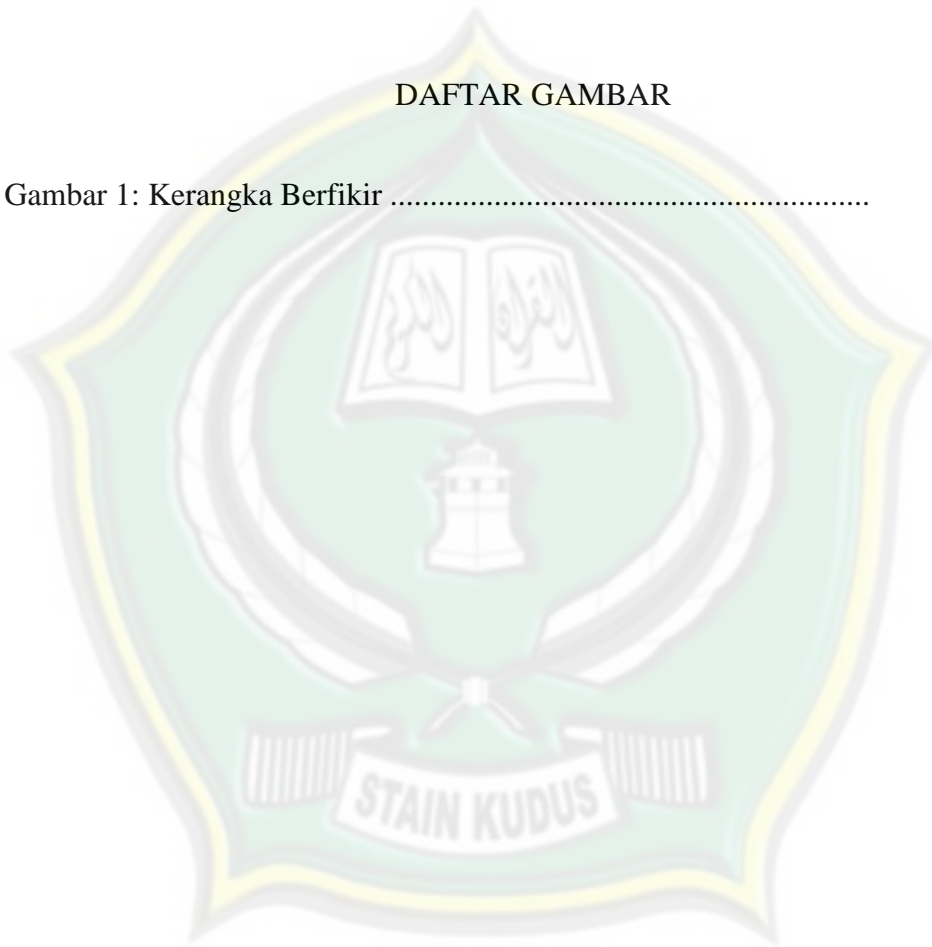 DAFTAR GAMBAR
Gambar 1: Kerangka Berfikir ............................................................
STAIN KUDUS